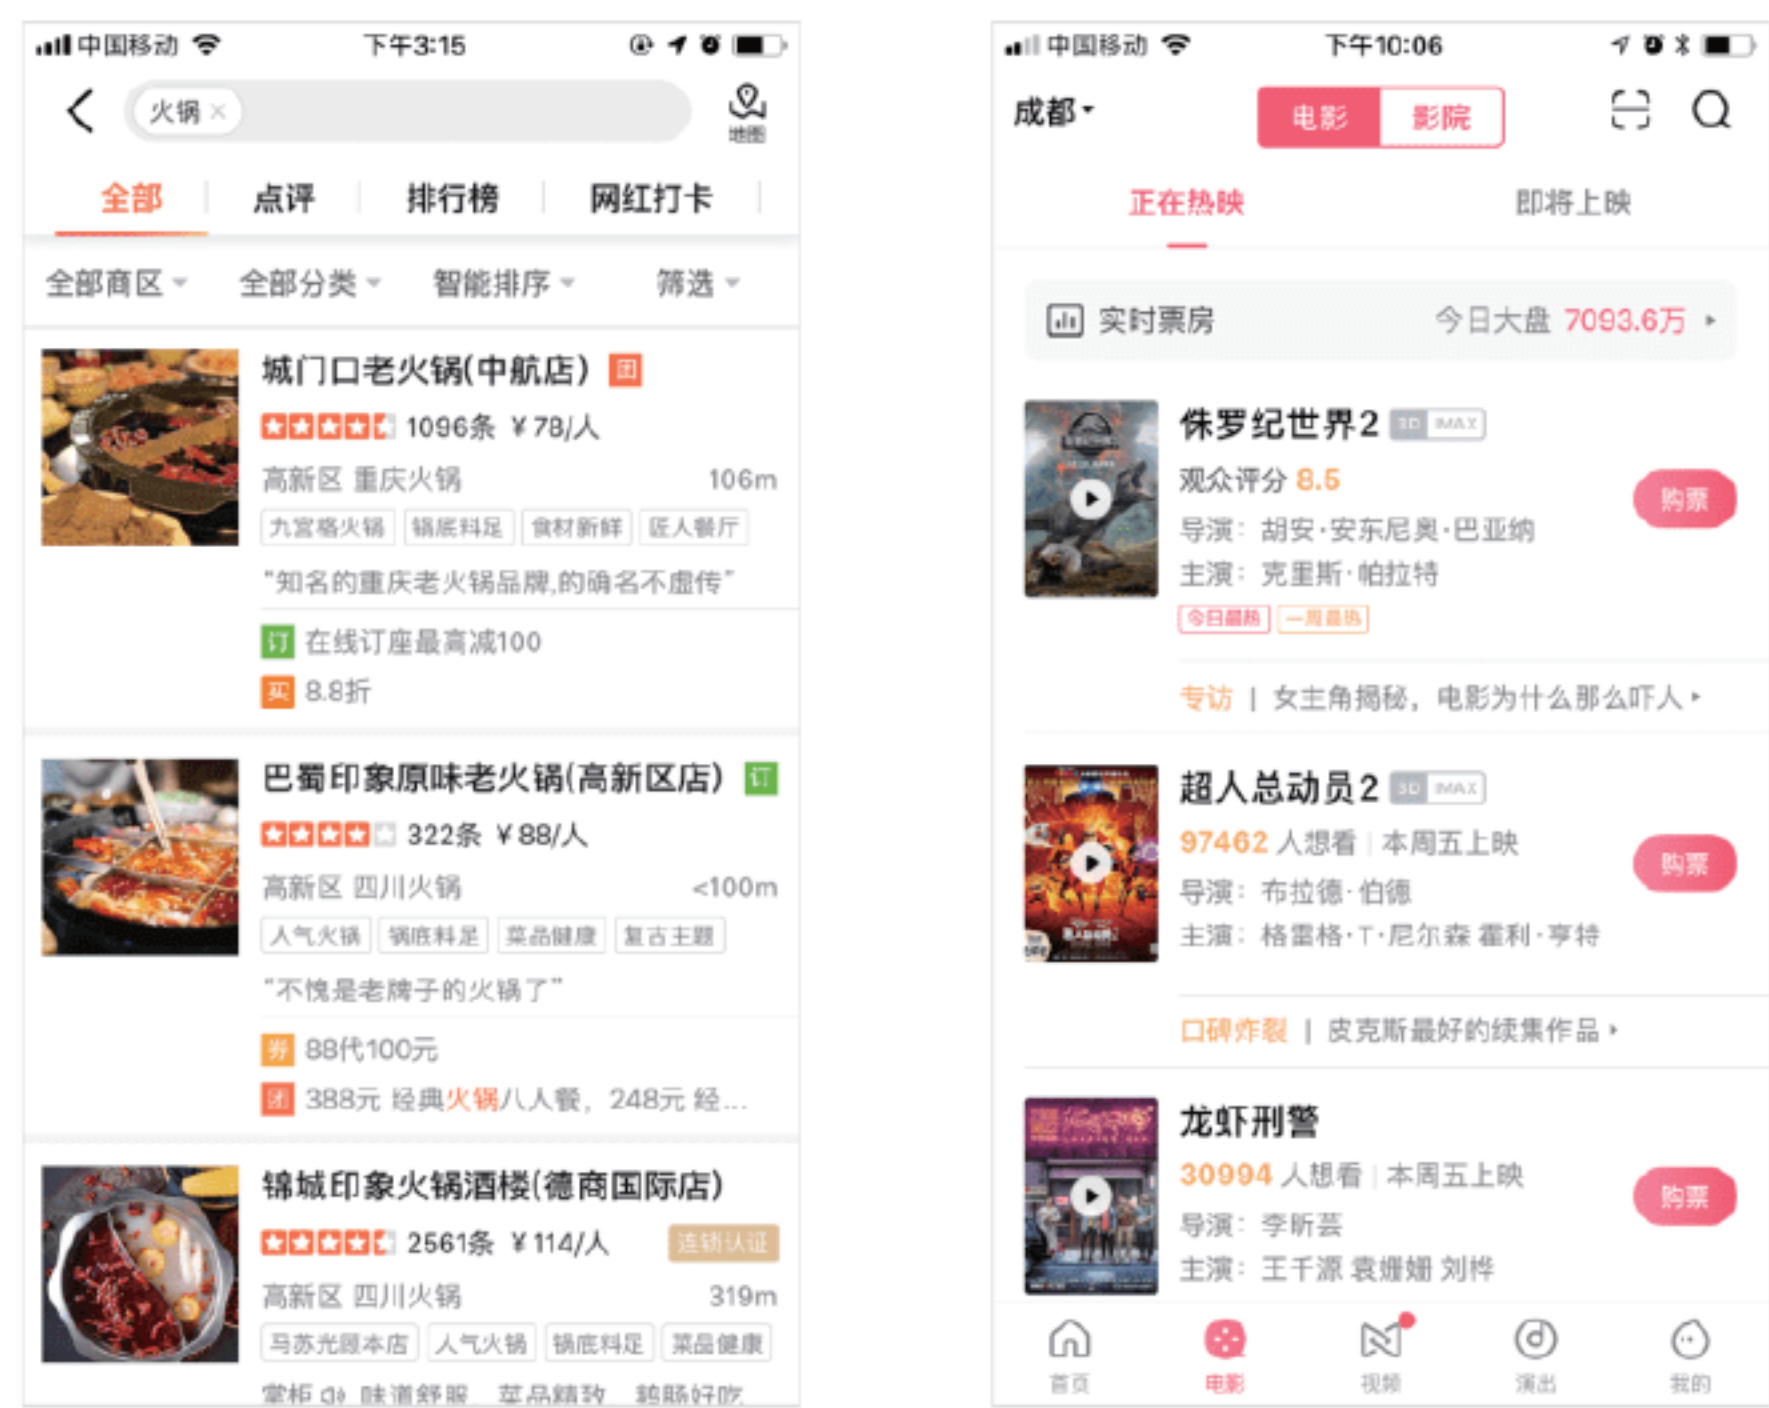 中国移动 下午3:15
火锅 ×
地图
全部 点评 排行榜 网红打卡
全部商区 全部分类 智能排序 筛选
城门口老火锅(中航店) 团
1096条 ¥78/人
高新区 重庆火锅 106m
九宫格火锅 锅底料足 食材新鲜 匠人餐厅
“知名的重庆老火锅品牌,的确名不虚传”
订 在线订座最高减100
买 8.8折
巴蜀印象原味老火锅(高新区店) 订
322条 ¥88/人
高新区 四川火锅 <100m
人气火锅 锅底料足 菜品健康 复古主题
“不愧是老牌子的火锅了”
券 88代100元
团 388元 经典火锅八人餐，248元 经...
锦城印象火锅酒楼(德商国际店)
2561条 ¥114/人 连锁认证
高新区 四川火锅 319m
马苏光顾本店 人气火锅 锅底料足 菜品健康
味道舒服 菜品精致 鹅肠好吃
中国移动 下午10:06
成都 电影 影院
正在热映 即将上映
实时票房 今日大盘 7093.6万
侏罗纪世界2 3D IMAX
观众评分 8.5
购票
导演：胡安·安东尼奥·巴亚纳
主演：克里斯·帕拉特
今日最热 一周最热
专访 | 女主角揭秘，电影为什么那么吓人
超人总动员2 3D IMAX
97462 人想看 | 本周五上映
购票
导演：布拉德·伯德
主演：格雷格·T·尼尔森 霍利·亨特
口碑炸裂 | 皮克斯最好的续集作品
龙虾刑警
30994 人想看 | 本周五上映
购票
导演：李昕芸
主演：王千源 袁姗姗 刘桦
首页 电影 视频 演出 我的